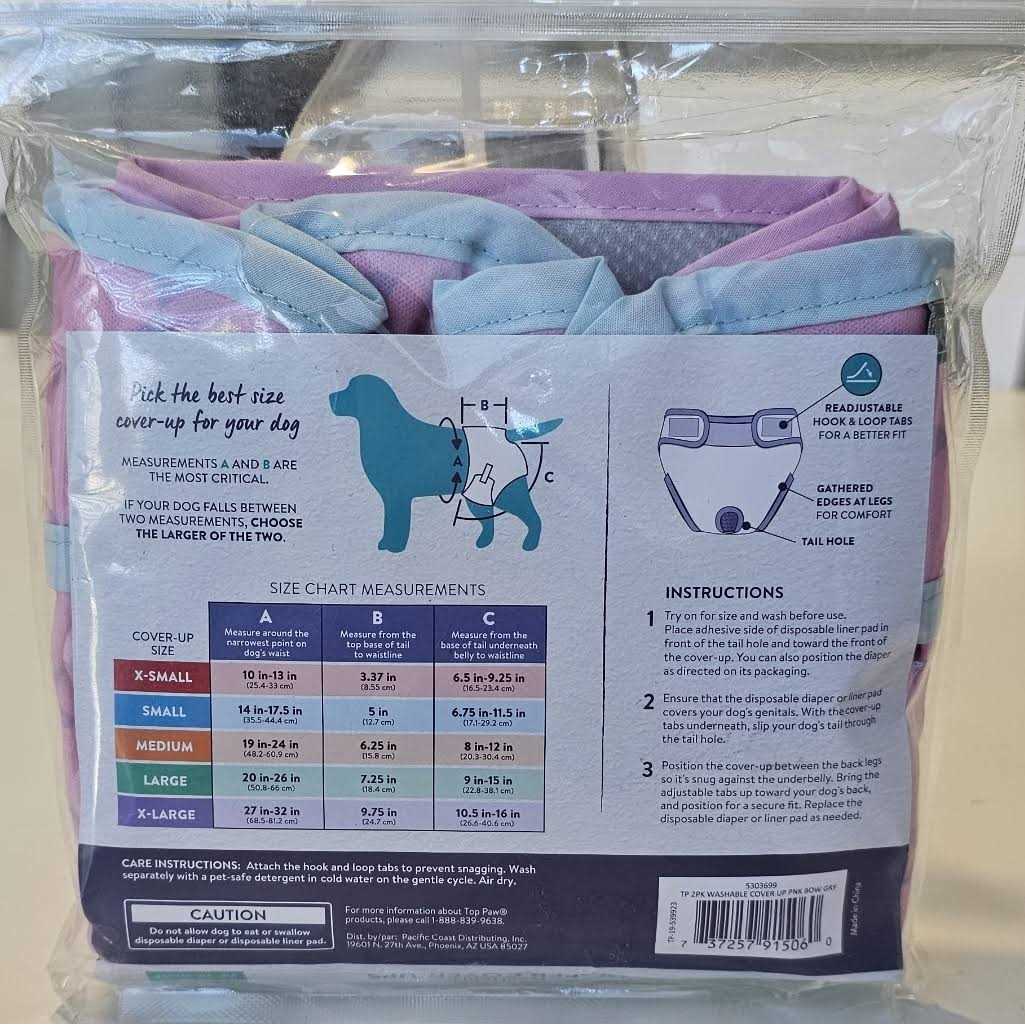 Pick the best size
cover-up for your dog
MEASUREMENTS A AND B ARE
THE MOST CRITICAL.
IF YOUR DOG FALLS BETWEEN
TWO MEASUREMENTS, CHOOSE
THE LARGER OF THE TWO.
B
A
C
READJUSTABLE
HOOK & LOOP TABS
FOR A BETTER FIT
GATHERED
EDGES AT LEGS
FOR COMFORT
TAIL HOLE
SIZE CHART MEASUREMENTS
COVER-UP
SIZE
A
Measure around the
narrowest point on
dog's waist
B
Measure from the
top base of tail
to waistline
C
Measure from the
base of tail underneath
belly to waistline
X-SMALL 10 in-13 in 3.37 in 6.5 in-9.25 in
(25.4-33 cm) (8.55 cm) (16.5-23.4 cm)
SMALL 14 in-17.5 in 5 in 6.75 in-11.5 in
(35.5-44.4 cm) (12.7 cm) (17.1-29.2 cm)
MEDIUM 19 in-24 in 6.25 in 8 in-12 in
(48.2-60.9 cm) (15.8 cm) (20.3-30.4 cm)
LARGE 20 in-26 in 7.25 in 9 in-15 in
(50.8-66 cm) (18.4 cm) (22.8-38.1 cm)
X-LARGE 27 in-32 in 9.75 in 10.5 in-16 in
(68.5-81.2 cm) (24.7 cm) (26.6-40.6 cm)
INSTRUCTIONS
1 Try on for size and wash before use.
Place adhesive side of disposable liner pad in
front of the tail hole and toward the front of
the cover-up. You can also position the diaper
as directed on its packaging.
2 Ensure that the disposable diaper or liner pad
covers your dog's genitals. With the cover-up
tabs underneath, slip your dog's tail through
the tail hole.
3 Position the cover-up between the back legs
so it's snug against the underbelly. Bring the
adjustable tabs up toward your dog's back,
and position for a secure fit. Replace the
disposable diaper or liner pad as needed.
CARE INSTRUCTIONS: Attach the hook and loop tabs to prevent snagging. Wash
separately with a pet-safe detergent in cold water on the gentle cycle. Air dry.
CAUTION
Do not allow dog to eat or swallow
disposable diaper or disposable liner pad.
For more information about Top Paw®
products, please call 1-888-839-9638.
Dist. by/par: Pacific Coast Distributing, Inc.
19601 N. 27th Ave., Phoenix, AZ USA 85027
5303699
TP 2PK WASHABLE COVER UP PNK BOW GRY
TP-19-539923
7 37257 91506 0
Made in China